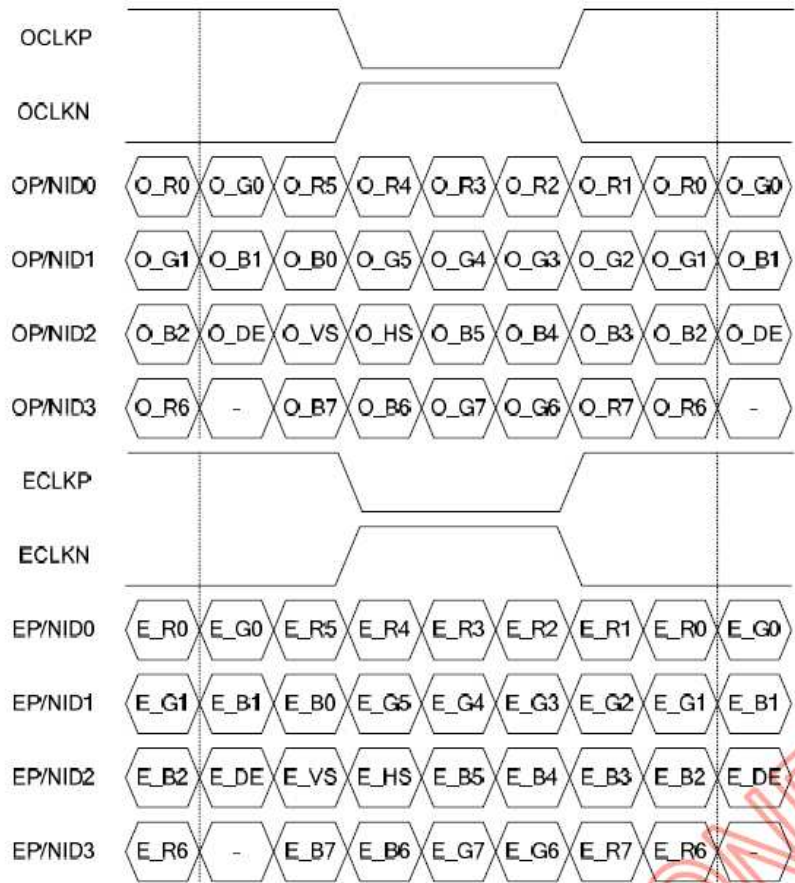 OCLKP
OCLKN
OP/NID0 O_R0 O_G0 O_R5 O_R4 O_R3 O_R2 O_R1 O_R0 O_G0
OP/NID1 O_G1 O_B1 O_B0 O_G5 O_G4 O_G3 O_G2 O_G1 O_B1
OP/NID2 O_B2 O_DE O_VS O_HS O_B5 O_B4 O_B3 O_B2 O_DE
OP/NID3 O_R6 - O_B7 O_B6 O_G7 O_G6 O_R7 O_R6 -
ECLKP
ECLKN
EP/NID0 E_R0 E_G0 E_R5 E_R4 E_R3 E_R2 E_R1 E_R0 E_G0
EP/NID1 E_G1 E_B1 E_B0 E_G5 E_G4 E_G3 E_G2 E_G1 E_B1
EP/NID2 E_B2 E_DE E_VS E_HS E_B5 E_B4 E_B3 E_B2 E_DE
EP/NID3 E_R6 - E_B7 E_B6 E_G7 E_G6 E_R7 E_R6 -